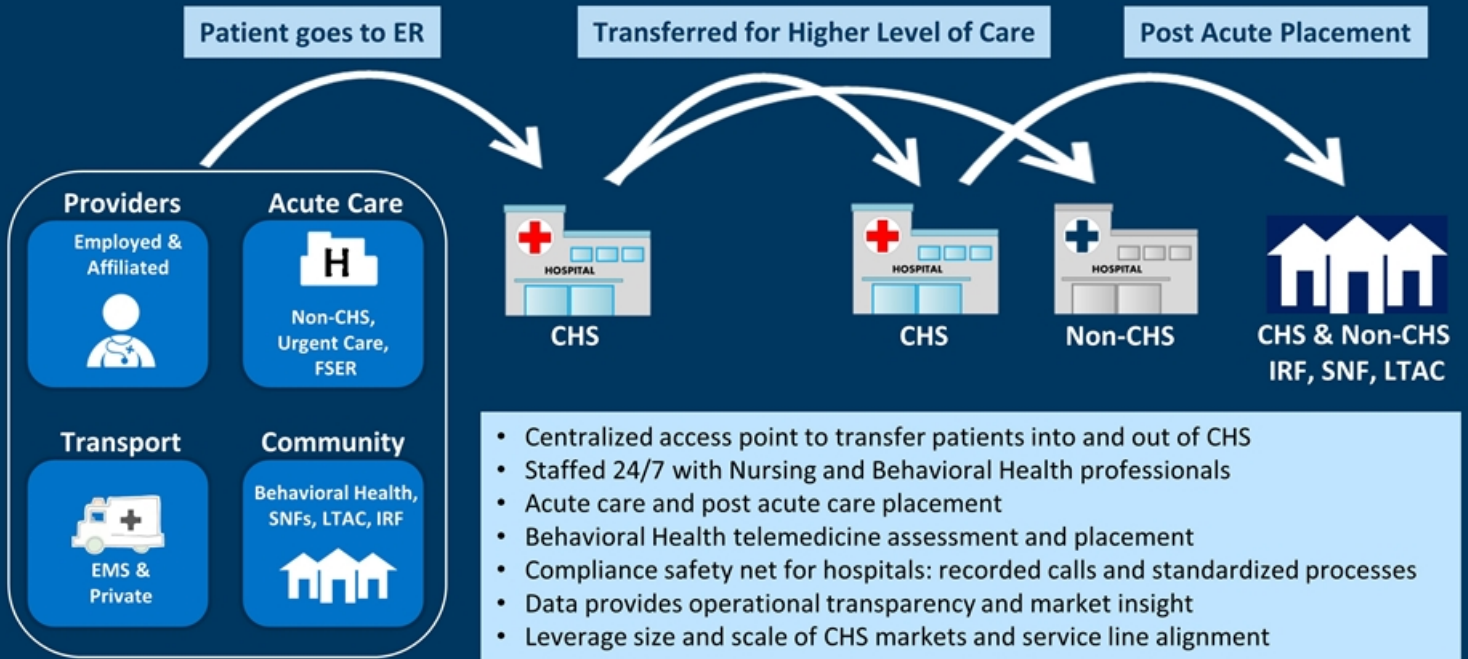 Patient goes to ER
Transferred for Higher Level of Care
Post Acute Placement
Providers
Employed &
Affiliated
Acute Care
H
Non-CHS,
Urgent Care,
FSER
Transport
EMS &
Private
Community
Behavioral Health,
SNFs, LTAC, IRF
HOSPITAL
CHS
HOSPITAL
CHS
HOSPITAL
Non-CHS
CHS & Non-CHS
IRF, SNF, LTAC
• Centralized access point to transfer patients into and out of CHS
• Staffed 24/7 with Nursing and Behavioral Health professionals
• Acute care and post acute care placement
• Behavioral Health telemedicine assessment and placement
• Compliance safety net for hospitals: recorded calls and standardized processes
• Data provides operational transparency and market insight
• Leverage size and scale of CHS markets and service line alignment